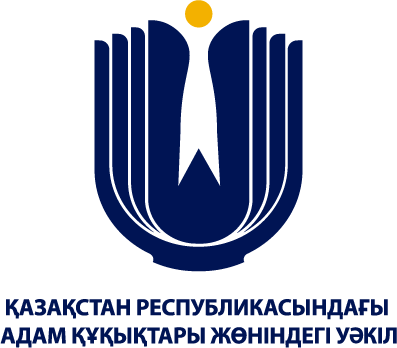 ҚАЗАҚСТАН РЕСПУБЛИКАСЫНДАҒЫ
АДАМ ҚҰҚЫҚТАРЫ ЖӨНІНДЕГІ УӘКІЛ